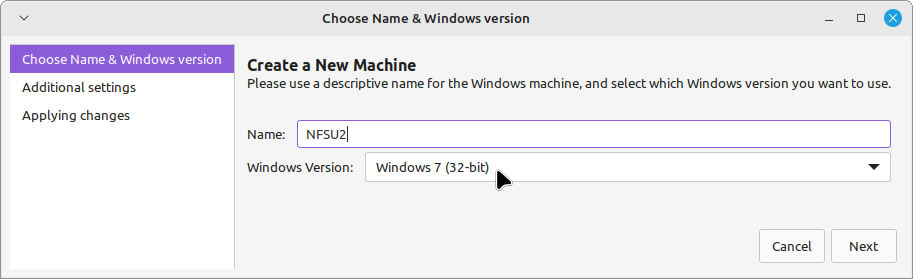 Choose Name & Windows version
Choose Name & Windows version
Additional settings
Applying changes
Create a New Machine
Please use a descriptive name for the Windows machine, and select which Windows version you want to use.
Name: NFSU2
Windows Version: Windows 7 (32-bit)
Cancel Next